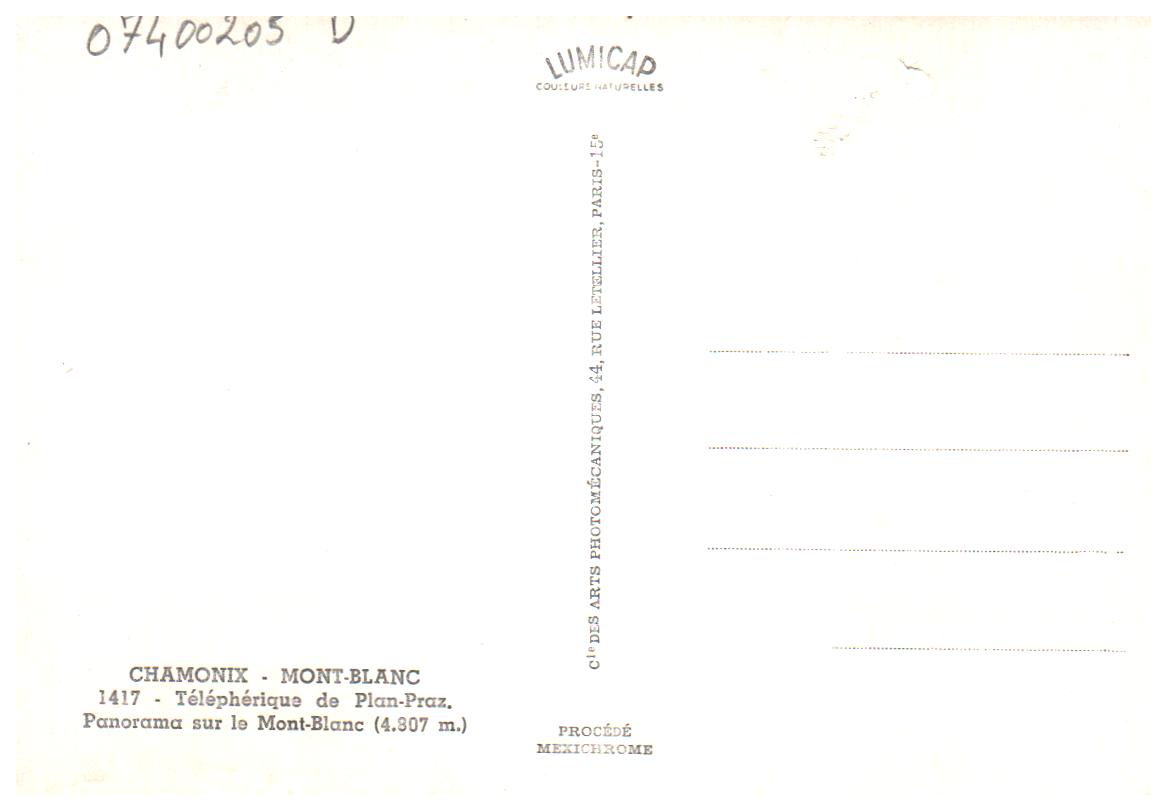 07400205 D
LUMICAP
COULEURS NATURELLES
Cie DES ARTS PHOTOMÉCANIQUES, 44, RUE LETELLIER, PARIS-15e
CHAMONIX - MONT-BLANC
1417 - Téléphérique de Plan-Praz.
Panorama sur le Mont-Blanc (4.807 m.)
PROCÉDÉ
MEXICHROME